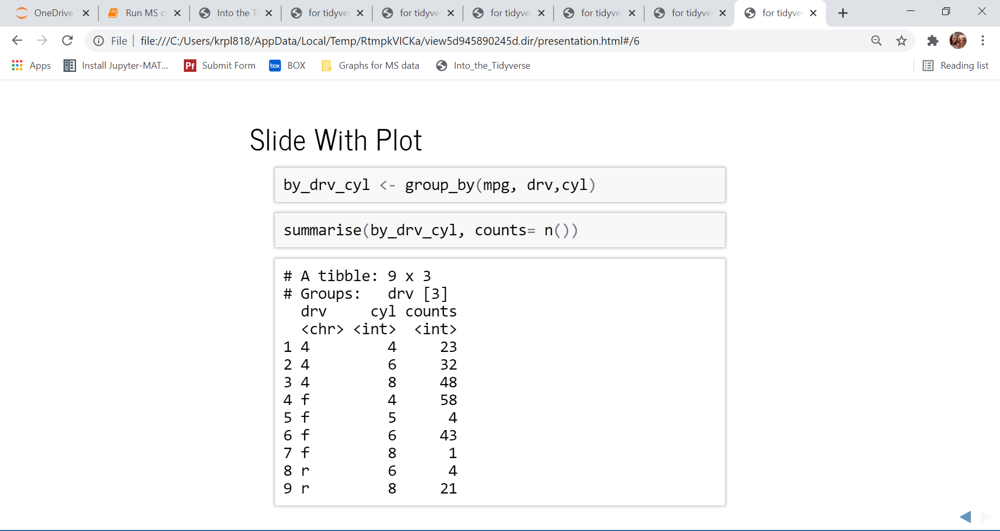 OneDrive
Run MS c
Into the T
for tidyve
for tidyve
for tidyve
for tidyve
for tidyve
for tidyve
File
file:///C:/Users/krpl818/AppData/Local/Temp/RtmpkVICKa/view5d945890245d.dir/presentation.html#/6
Apps
Install Jupyter-MAT...
Pf Submit Form
box BOX
Graphs for MS data
Into_the_Tidyverse
Reading list
Slide With Plot
by_drv_cyl <- group_by(mpg, drv,cyl)
summarise(by_drv_cyl, counts= n())
# A tibble: 9 x 3
# Groups:   drv [3]
  drv     cyl counts
  <chr> <int>  <int>
1 4         4     23
2 4         6     32
3 4         8     48
4 f         4     58
5 f         5      4
6 f         6     43
7 f         8      1
8 r         6      4
9 r         8     21